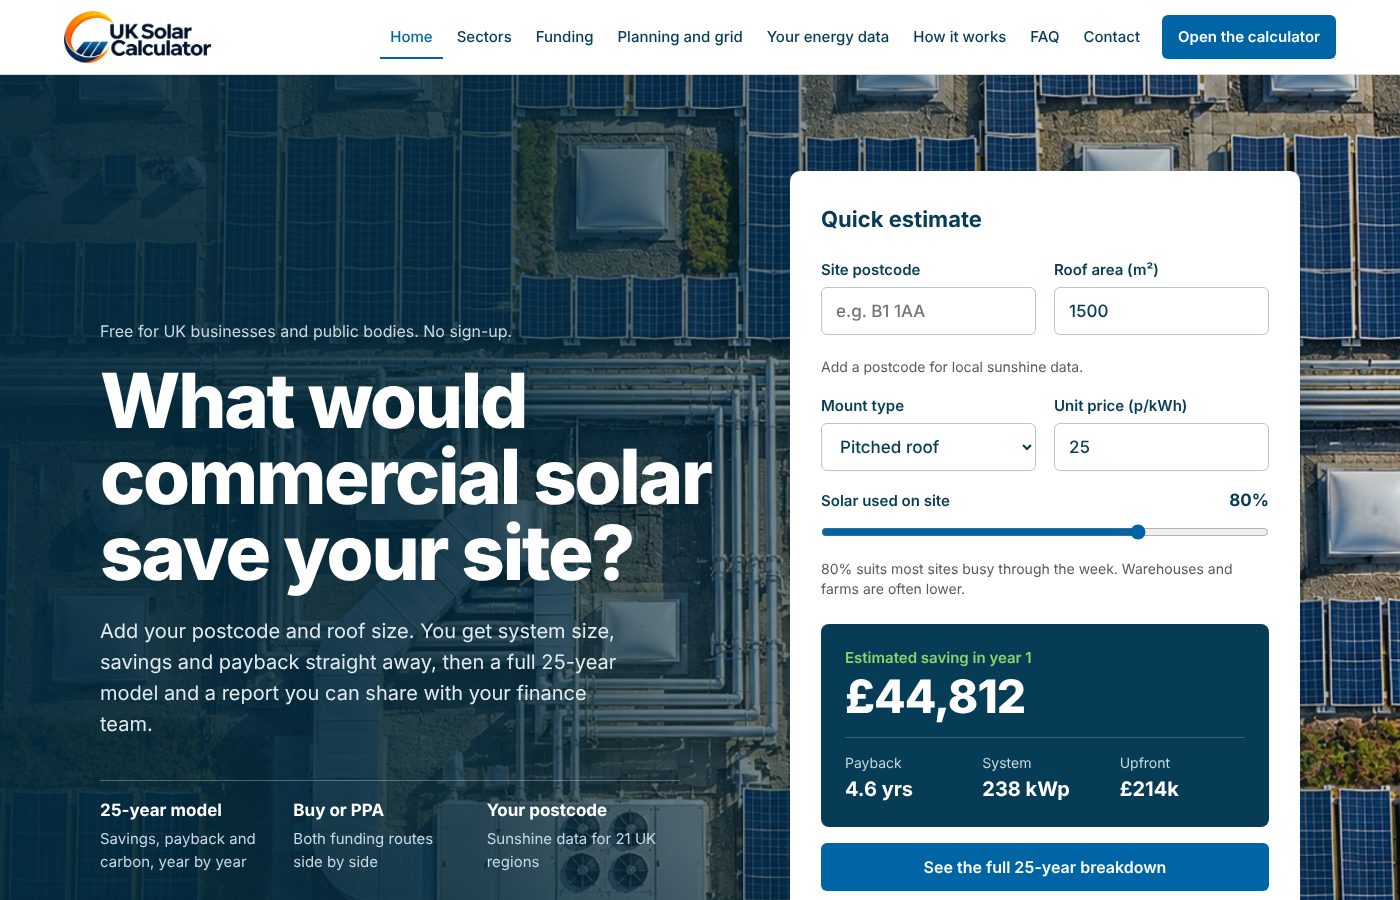 UK Solar
Calculator
Home
Sectors
Funding
Planning and grid
Your energy data
How it works
FAQ
Contact
Open the calculator
Free for UK businesses and public bodies. No sign-up.
What would
commercial solar
save your site?
Add your postcode and roof size. You get system size,
savings and payback straight away, then a full 25-year
model and a report you can share with your finance
team.
25-year model
Savings, payback and
carbon, year by year
Buy or PPA
Both funding routes
side by side
Your postcode
Sunshine data for 21 UK
regions
Quick estimate
Site postcode
e.g. B1 1AA
Roof area (m²)
1500
Add a postcode for local sunshine data.
Mount type
Pitched roof
Unit price (p/kWh)
25
Solar used on site
80%
80% suits most sites busy through the week. Warehouses and
farms are often lower.
Estimated saving in year 1
£44,812
Payback
4.6 yrs
System
238 kWp
Upfront
£214k
See the full 25-year breakdown